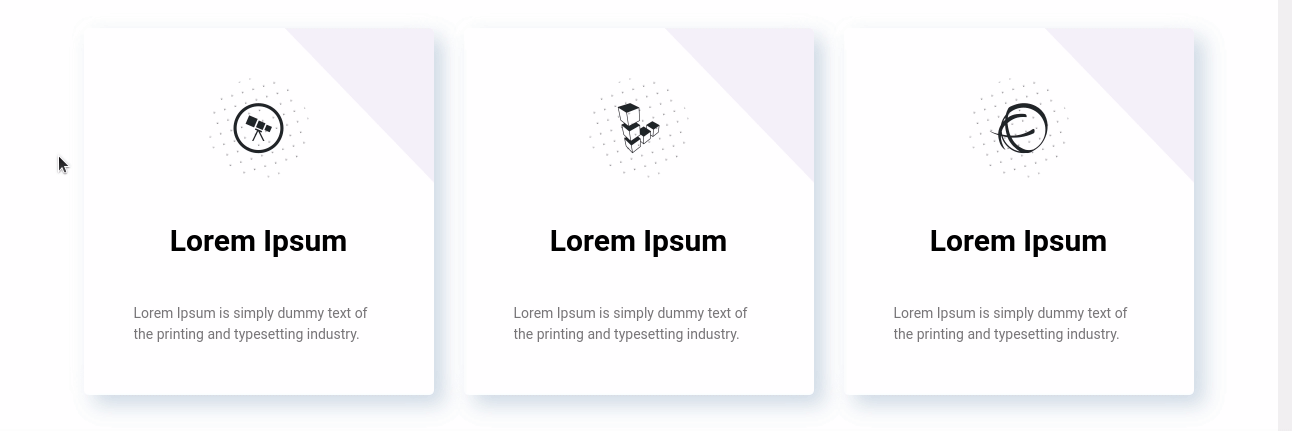 Lorem Ipsum
Lorem Ipsum is simply dummy text of
the printing and typesetting industry.
Lorem Ipsum
Lorem Ipsum is simply dummy text of
the printing and typesetting industry.
Lorem Ipsum
Lorem Ipsum is simply dummy text of
the printing and typesetting industry.